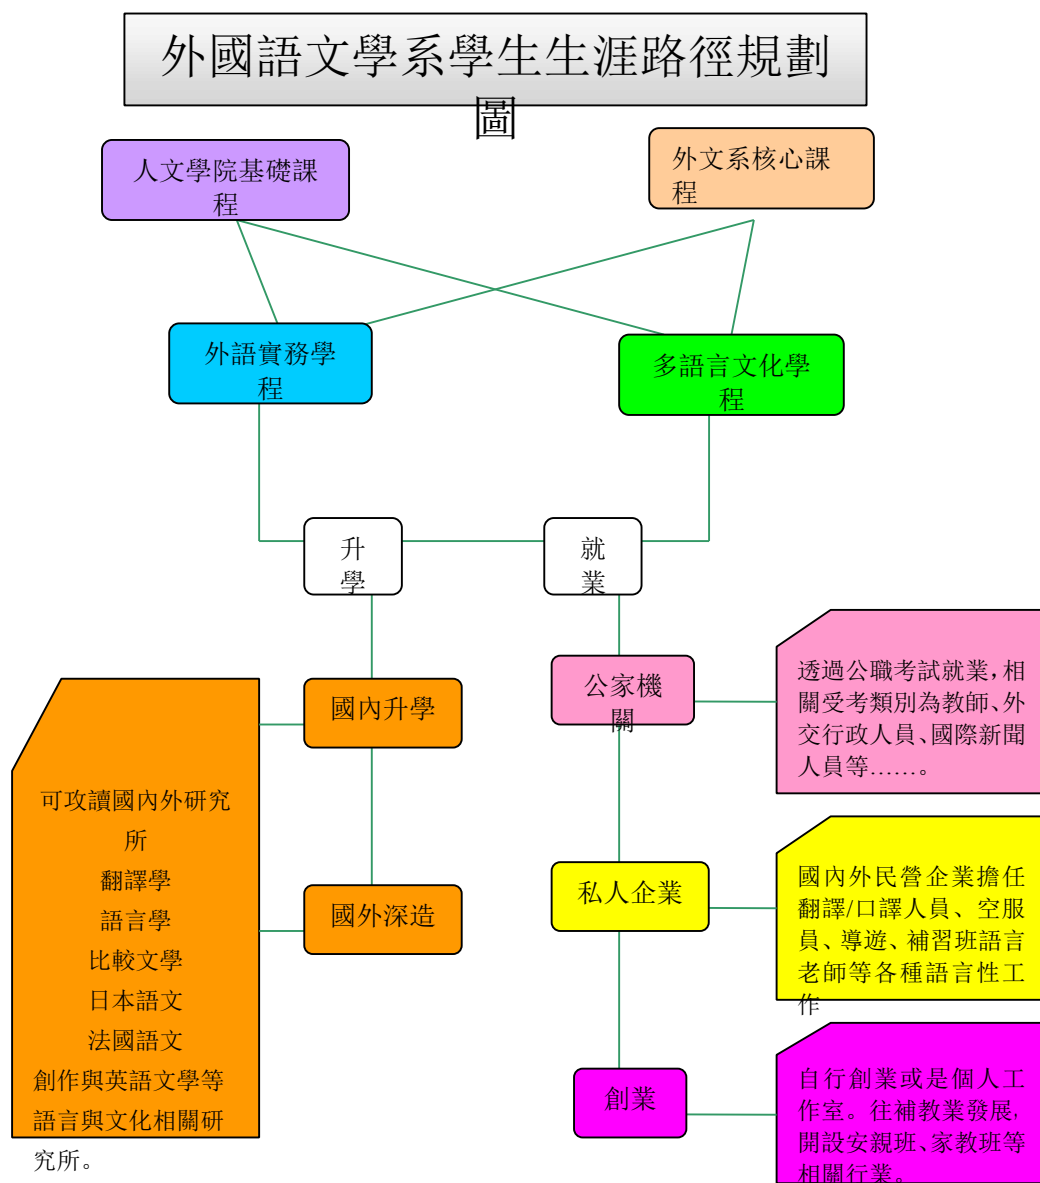 外國語文學系學生生涯路徑規劃
圖
人文學院基礎課
程
外文系核心課
程
外語實務學
程
多語言文化學
程
升
學
就
業
國內升學
國外深造
可攻讀國內外研究
所
翻譯學
語言學
比較文學
日本語文
法國語文
創作與英語文學等
語言與文化相關研
究所。
公家機
關
透過公職考試就業,相
關受考類別為教師、外
交行政人員、國際新聞
人員等……。
私人企業
國內外民營企業擔任
翻譯/口譯人員、空服
員、導遊、補習班語言
老師等各種語言性工
作
創業
自行創業或是個人工
作室。往補教業發展,
開設安親班、家教班等
相關行業。